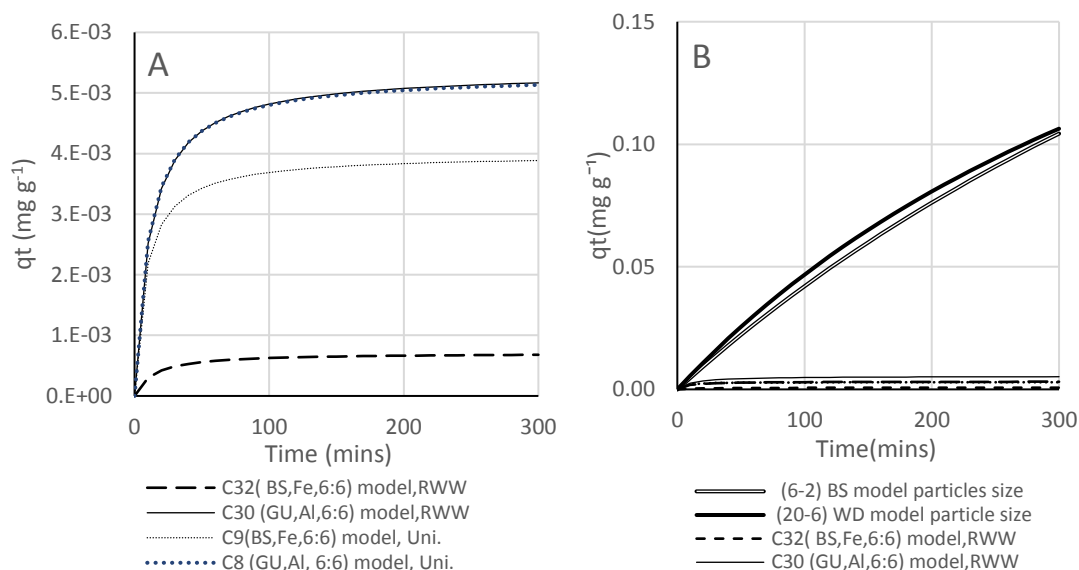 A
6.E-03
5.E-03
4.E-03
3.E-03
2.E-03
1.E-03
0.E+00
qt (mg g⁻¹)
0 100 200 300
Time (mins)
C32( BS,Fe,6:6) model,RWW
C30 (GU,Al,6:6) model,RWW
C9(BS,Fe,6:6) model, Uni.
C8 (GU,Al, 6:6) model, Uni.
B
0.15
0.10
0.05
0.00
qt(mg g⁻¹)
0 100 200 300
Time(mins)
(6-2) BS model particles size
(20-6) WD model particle size
C32( BS,Fe,6:6) model,RWW
C30 (GU,Al,6:6) model,RWW